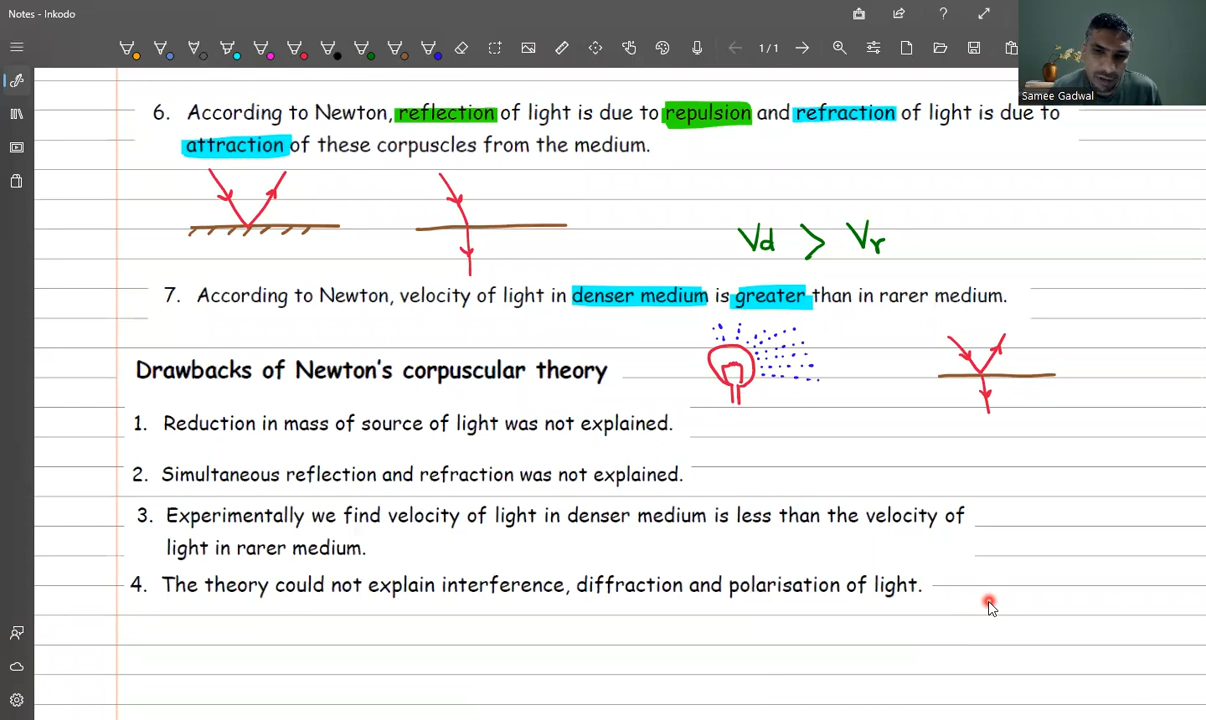 Notes - Inkodo
1/1
Samee Gadwal
6. According to Newton, reflection of light is due to repulsion and refraction of light is due to
attraction of these corpuscles from the medium.
Vd > Vr
7. According to Newton, velocity of light in denser medium is greater than in rarer medium.
Drawbacks of Newton's corpuscular theory
1. Reduction in mass of source of light was not explained.
2. Simultaneous reflection and refraction was not explained.
3. Experimentally we find velocity of light in denser medium is less than the velocity of
light in rarer medium.
4. The theory could not explain interference, diffraction and polarisation of light.